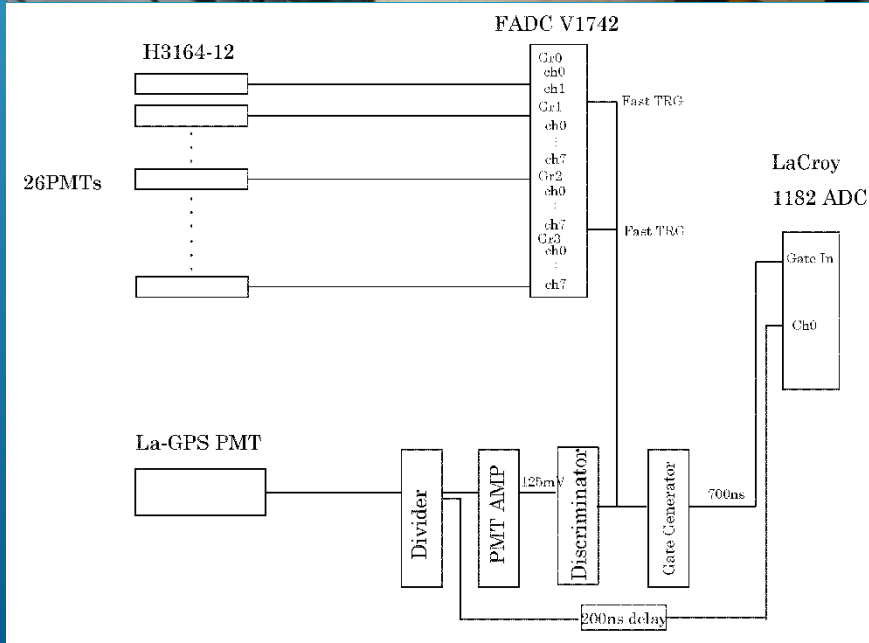 FADC V1742
H3164-12
Gr0
ch0
ch1
Gr1
ch0
ch7
Gr2
ch0
ch7
Gr3
ch0
ch7
Fast TRG
Fast TRG
26PMTs
LaCroy
1182 ADC
Gate In
Ch0
La-GPS PMT
Divider
PMT AMP
125mV
Discriminator
Gate Generator
700ns
200ns delay